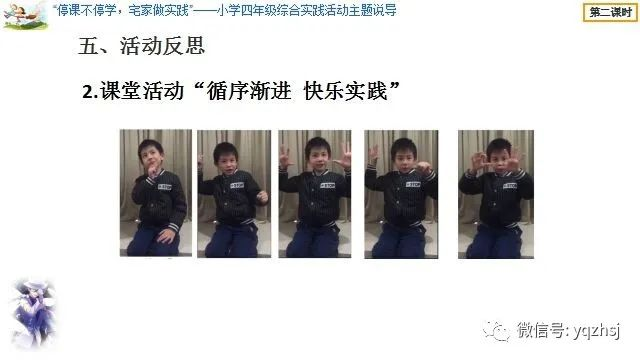 “停课不停学，宅家做实践”——小学四年级综合实践活动主题说导
第二课时
五、活动反思
2.课堂活动“循序渐进 快乐实践”
微信号: yqzhsj